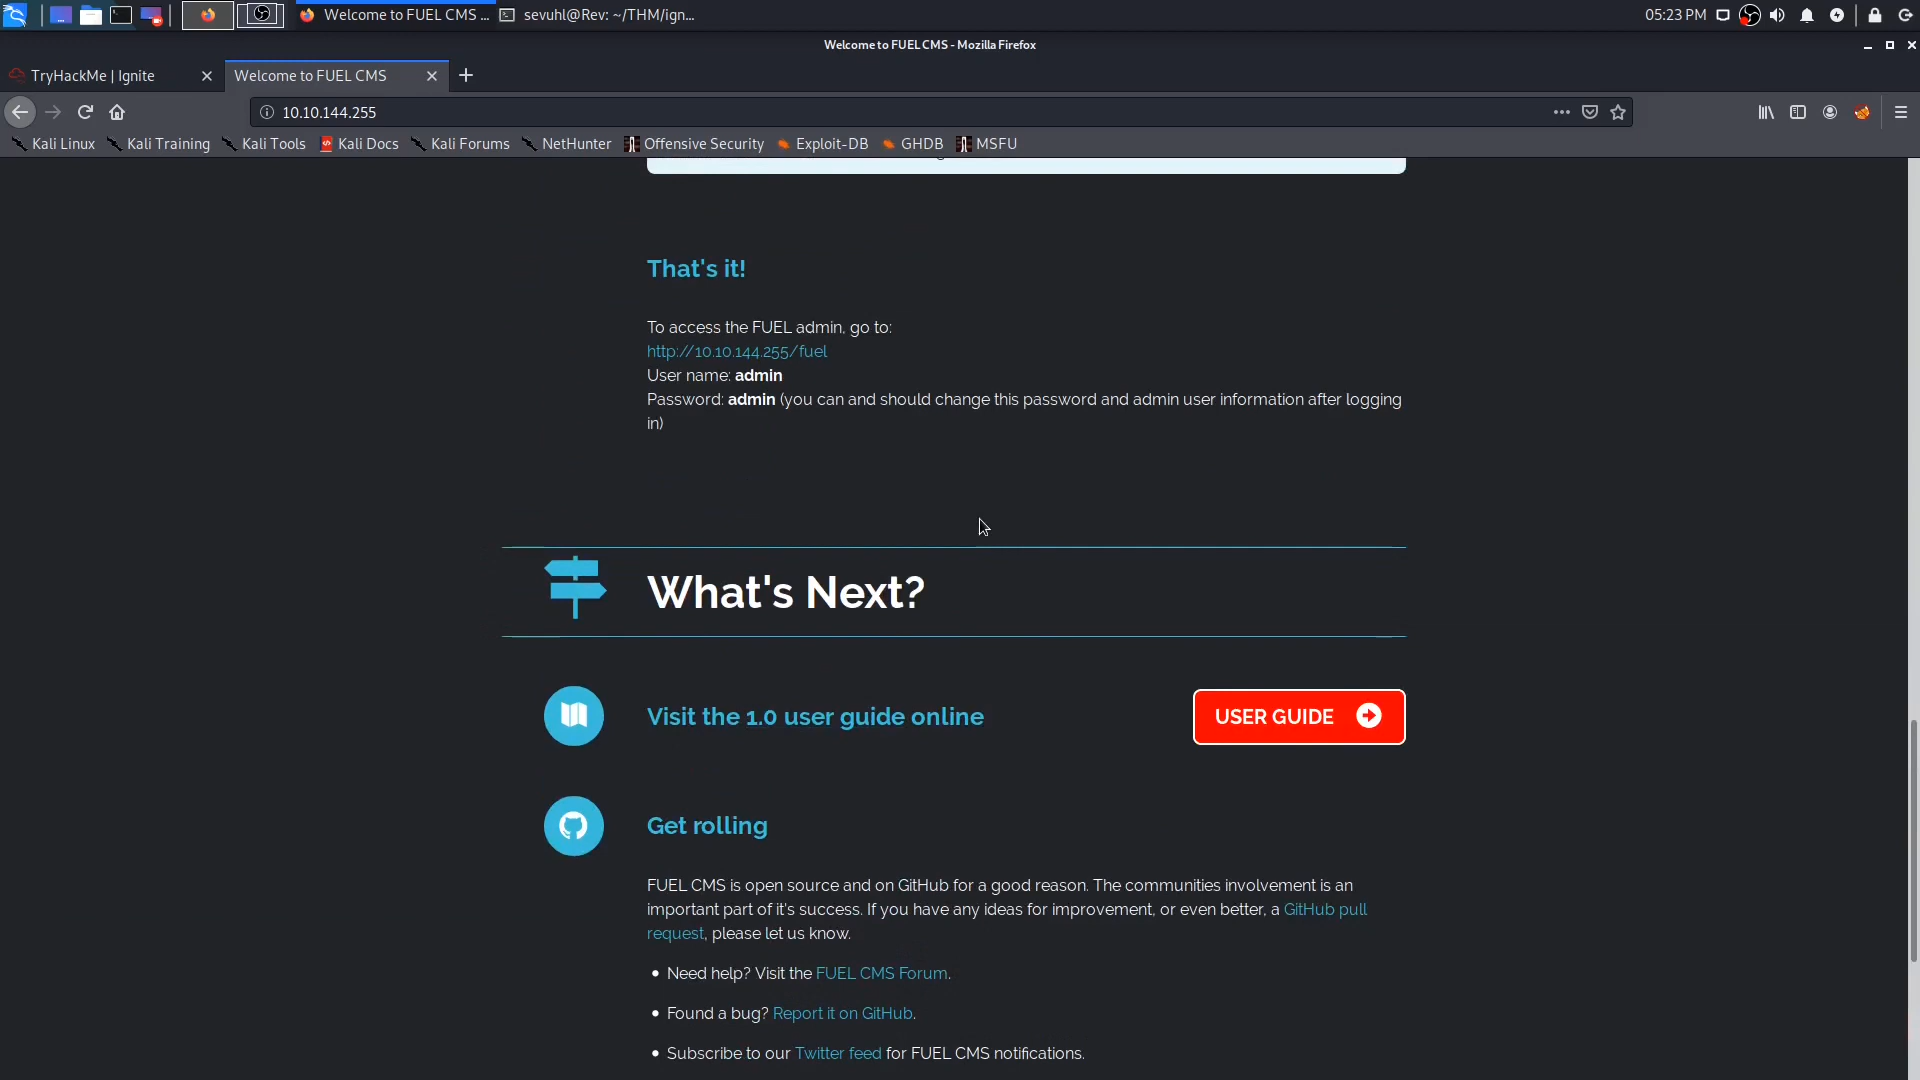 Welcome to FUEL CMS ...
sevuhl@Rev: ~/THM/ign...
05:23 PM
Welcome to FUEL CMS - Mozilla Firefox
TryHackMe | Ignite
Welcome to FUEL CMS
10.10.144.255
Kali Linux
Kali Training
Kali Tools
Kali Docs
Kali Forums
NetHunter
Offensive Security
Exploit-DB
GHDB
MSFU
That's it!
To access the FUEL admin, go to:
http://10.10.144.255/fuel
User name: admin
Password: admin (you can and should change this password and admin user information after logging
in)
What's Next?
Visit the 1.0 user guide online
USER GUIDE
Get rolling
FUEL CMS is open source and on GitHub for a good reason. The communities involvement is an
important part of it's success. If you have any ideas for improvement, or even better, a GitHub pull
request, please let us know.
Need help? Visit the FUEL CMS Forum.
Found a bug? Report it on GitHub.
Subscribe to our Twitter feed for FUEL CMS notifications.